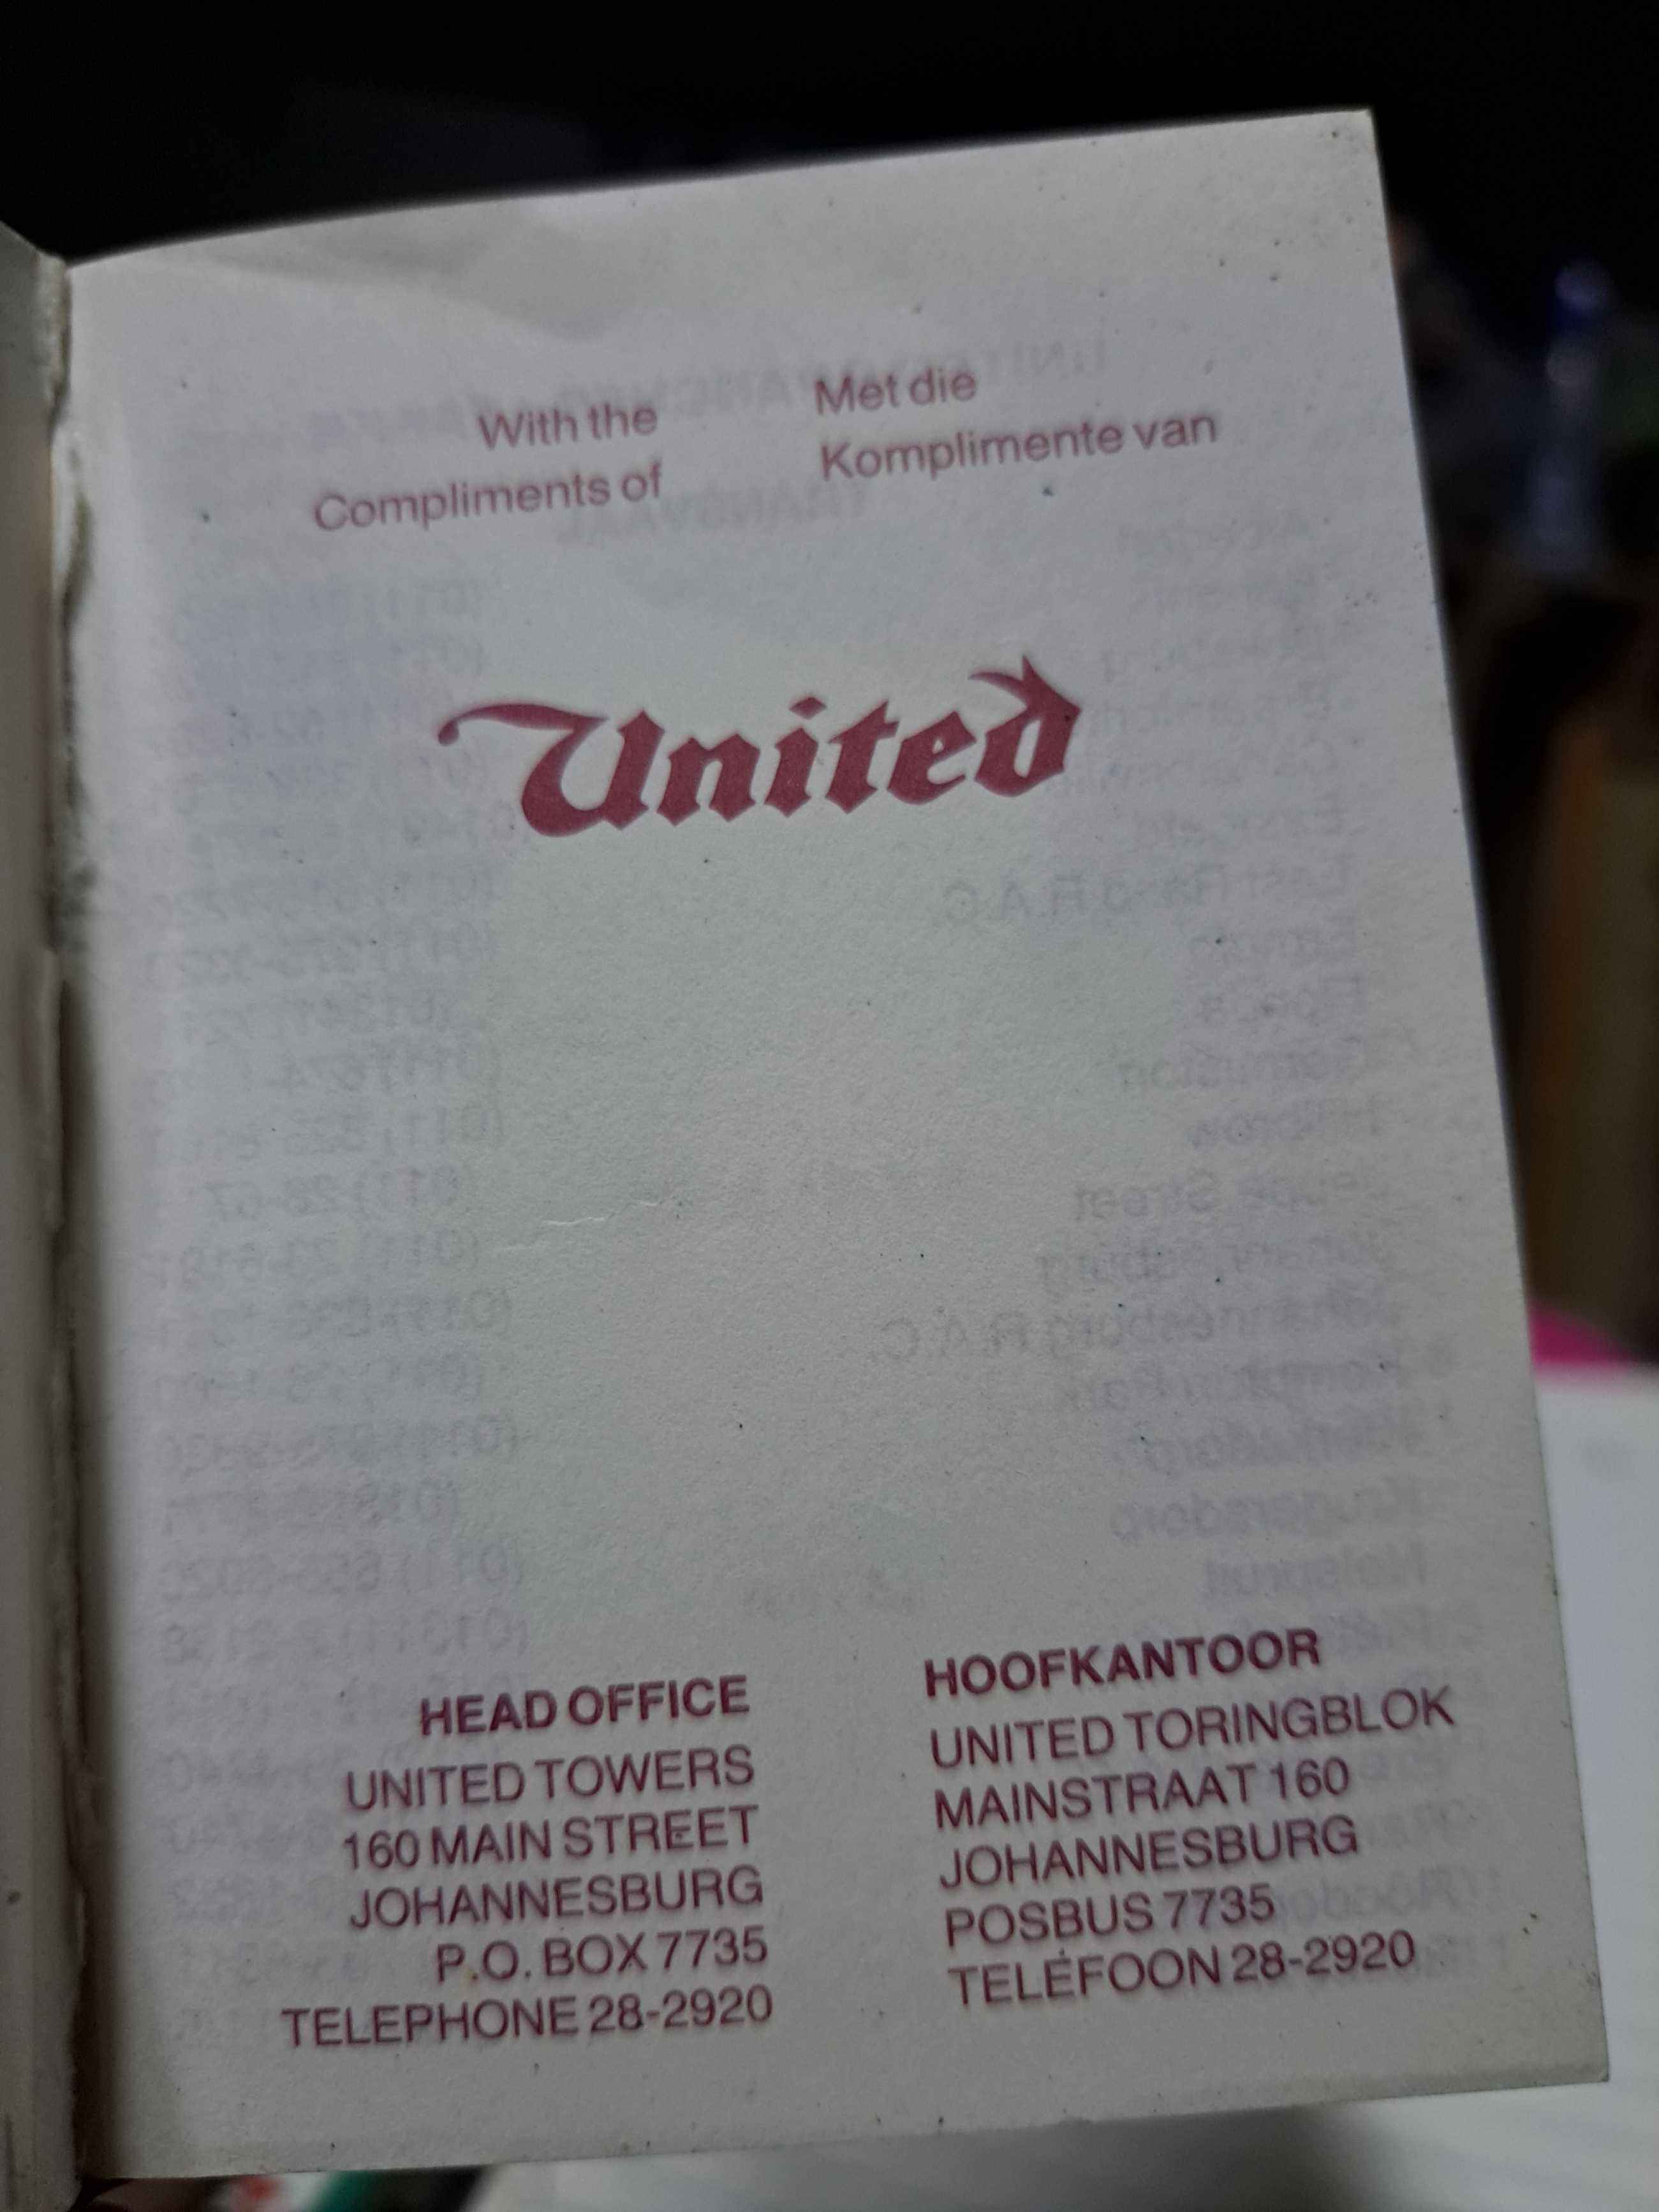 With the
Compliments of
Met die
Komplimente van
United
HEAD OFFICE
UNITED TOWERS
160 MAIN STREET
JOHANNESBURG
P.O. BOX 7735
TELEPHONE 28-2920
HOOFKANTOOR
UNITED TORINGBLOK
MAINSTRAAT 160
JOHANNESBURG
POSBUS 7735
TELEFOON 28-2920